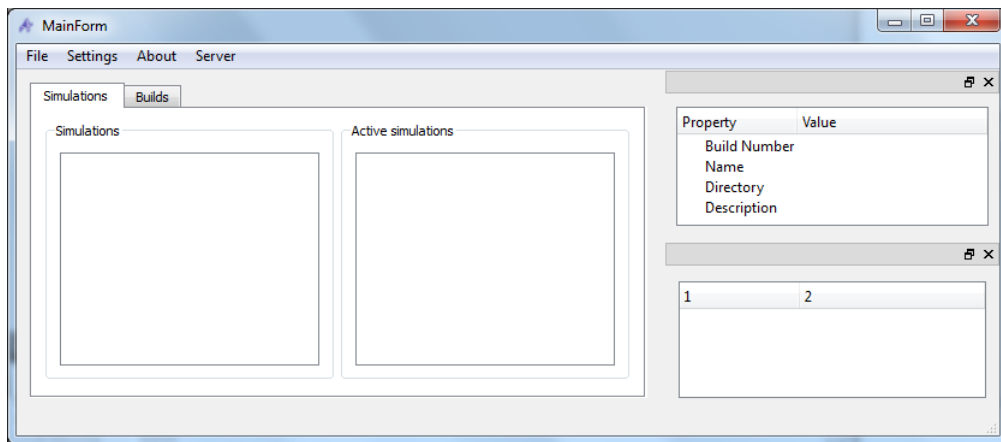 MainForm
File Settings About Server
Simulations Builds
Simulations
Active simulations
Property Value
Build Number
Name
Directory
Description
1 2